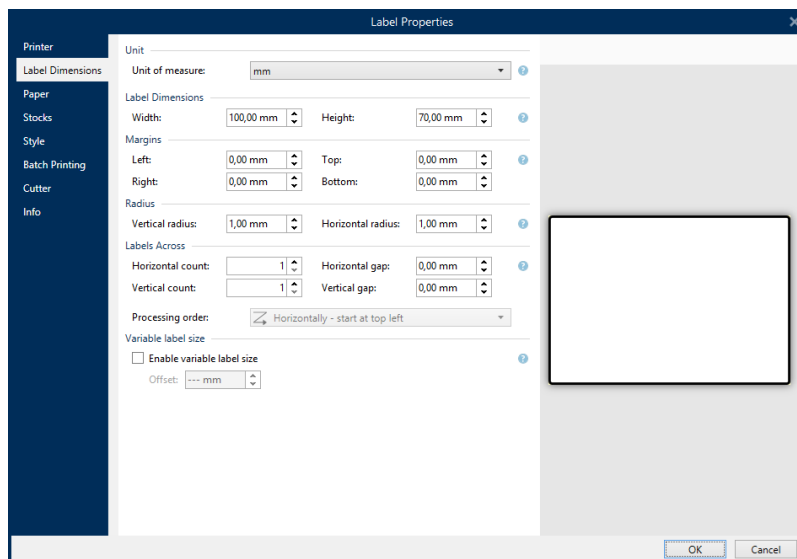 Label Properties
Printer
Label Dimensions
Paper
Stocks
Style
Batch Printing
Cutter
Info
Unit
Unit of measure: mm
Label Dimensions
Width: 100,00 mm Height: 70,00 mm
Margins
Left: 0,00 mm Top: 0,00 mm
Right: 0,00 mm Bottom: 0,00 mm
Radius
Vertical radius: 1,00 mm Horizontal radius: 1,00 mm
Labels Across
Horizontal count: 1 Horizontal gap: 0,00 mm
Vertical count: 1 Vertical gap: 0,00 mm
Processing order: Horizontally - start at top left
Variable label size
Enable variable label size
Offset: --- mm
OK Cancel